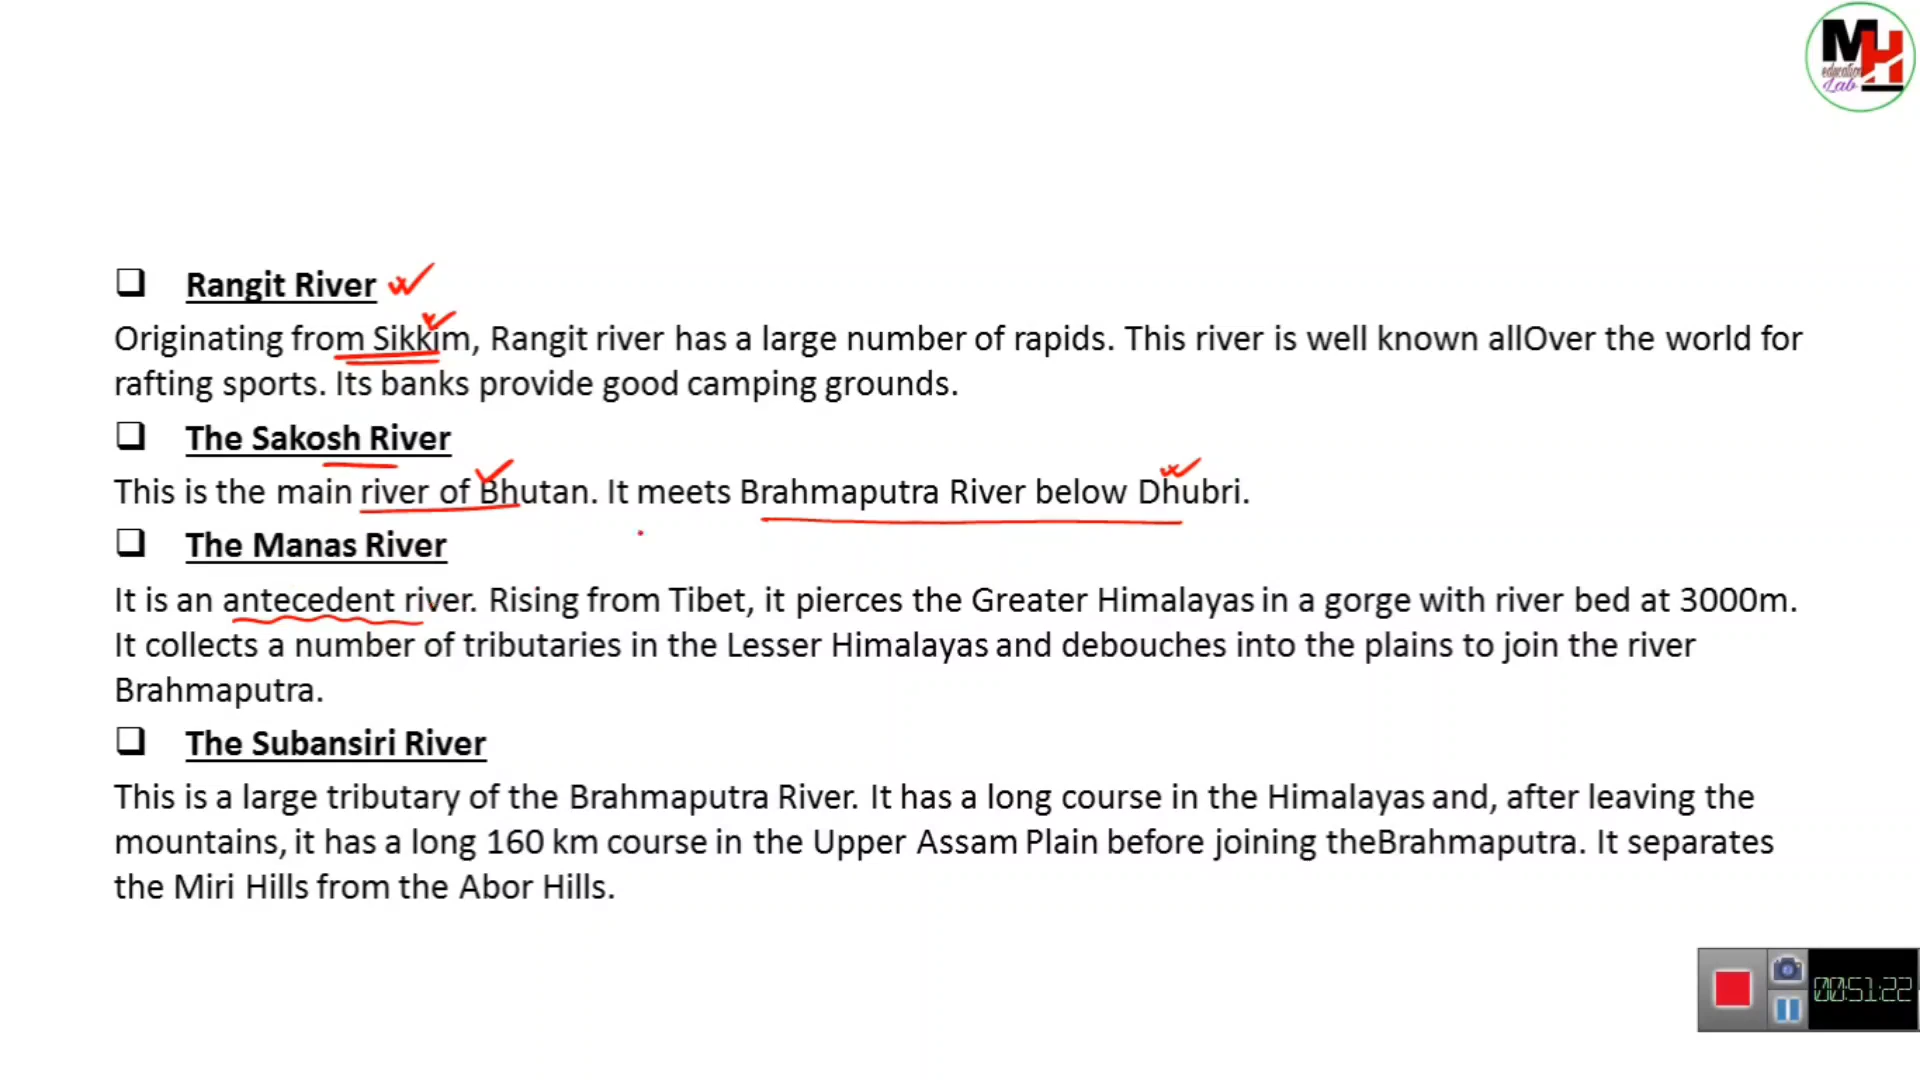 MH
education
Lab
Rangit River
Originating from Sikkim, Rangit river has a large number of rapids. This river is well known allOver the world for
rafting sports. Its banks provide good camping grounds.
The Sakosh River
This is the main river of Bhutan. It meets Brahmaputra River below Dhubri.
The Manas River
It is an antecedent river. Rising from Tibet, it pierces the Greater Himalayas in a gorge with river bed at 3000m.
It collects a number of tributaries in the Lesser Himalayas and debouches into the plains to join the river
Brahmaputra.
The Subansiri River
This is a large tributary of the Brahmaputra River. It has a long course in the Himalayas and, after leaving the
mountains, it has a long 160 km course in the Upper Assam Plain before joining theBrahmaputra. It separates
the Miri Hills from the Abor Hills.
00:51:22